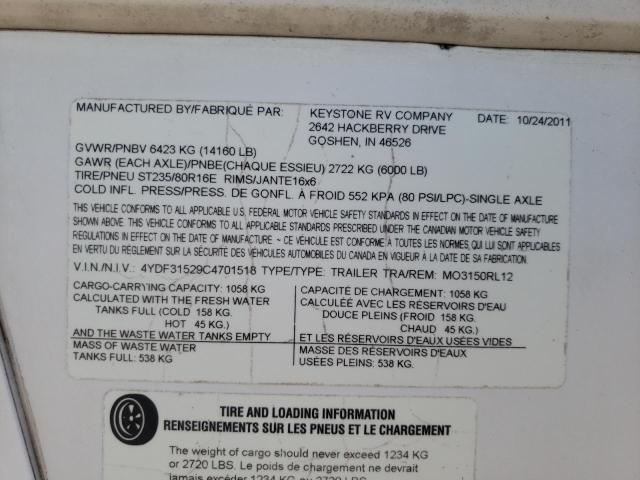 MANUFACTURED BY/FABRIQUÉ PAR: KEYSTONE RV COMPANY DATE: 10/24/2011
2642 HACKBERRY DRIVE
GOSHEN, IN 46526
GVWR/PNBV 6423 KG (14160 LB)
GAWR (EACH AXLE)/PNBE(CHAQUE ESSIEU) 2722 KG (6000 LB)
TIRE/PNEU ST235/80R16E RIMS/JANTE16x6
COLD INFL. PRESS/PRESS. DE GONFL. À FROID 552 KPA (80 PSI/LPC)-SINGLE AXLE
THIS VEHICLE CONFORMS TO ALL APPLICABLE U.S. FEDERAL MOTOR VEHICLE SAFETY STANDARDS IN EFFECT ON THE DATE OF MANUFACTURE
SHOWN ABOVE. THIS VEHICLE CONFORMS TO ALL APPLICABLE STANDARDS PRESCRIBED UNDER THE CANADIAN MOTOR VEHICLE SAFETY
REGULATIONS IN EFFECT ON THE DATE OF MANUFACTURE ~ CE VÉHICULE EST CONFORME À TOUTES LES NORMES QUI LUI SONT APPLICABLES
EN VERTU DU RÈGLEMENT SUR LA SÉCURITÉ DES VÉHICULES AUTOMOBILES DU CANADA EN VIGUEUR À LA DATE DE SA FABRICATION.
V.I.N./N.I.V.: 4YDF31529C4701518 TYPE/TYPE: TRAILER TRA/REM: MO3150RL12
CARGO-CARRYING CAPACITY: 1058 KG
CALCULATED WITH THE FRESH WATER
TANKS FULL (COLD 158 KG.
HOT 45 KG.)
AND THE WASTE WATER TANKS EMPTY
MASS OF WASTE WATER
TANKS FULL: 538 KG.
CAPACITÉ DE CHARGEMENT: 1058 KG
CALCULÉE AVEC LES RÉSERVOIRS D'EAU
DOUCE PLEINS (FROID 158 KG.
CHAUD 45 KG.)
ET LES RÉSERVOIRS D'EAUX USÉES VIDES
MASSE DES RÉSERVOIRS D'EAUX
USÉES PLEINS: 538 KG.
TIRE AND LOADING INFORMATION
RENSEIGNEMENTS SUR LES PNEUS ET LE CHARGEMENT
The weight of cargo should never exceed 1234 KG
or 2720 LBS. Le poids de chargement ne devrait
jamais excéder 1234 KG ou 2720 LBS.